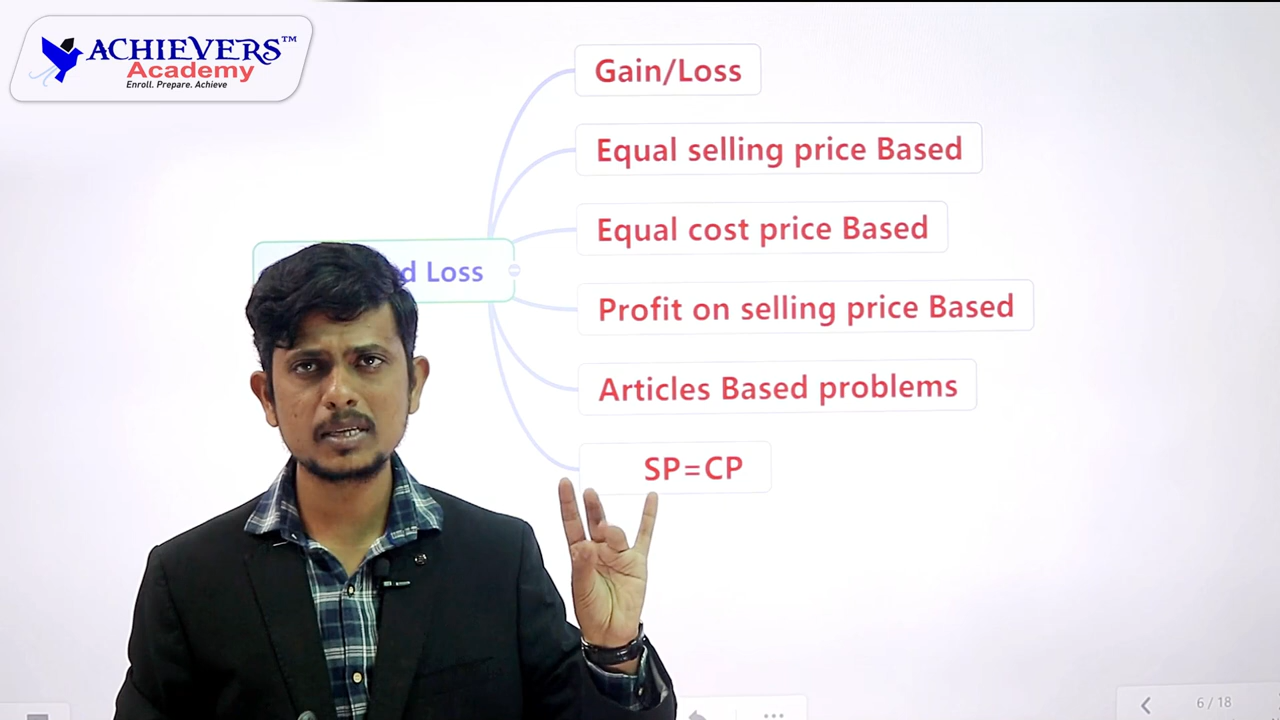 ACHIEVERS™
Academy
Enroll. Prepare. Achieve
Gain/Loss
Equal selling price Based
Equal cost price Based
d Loss
Profit on selling price Based
Articles Based problems
SP=CP
6 / 18